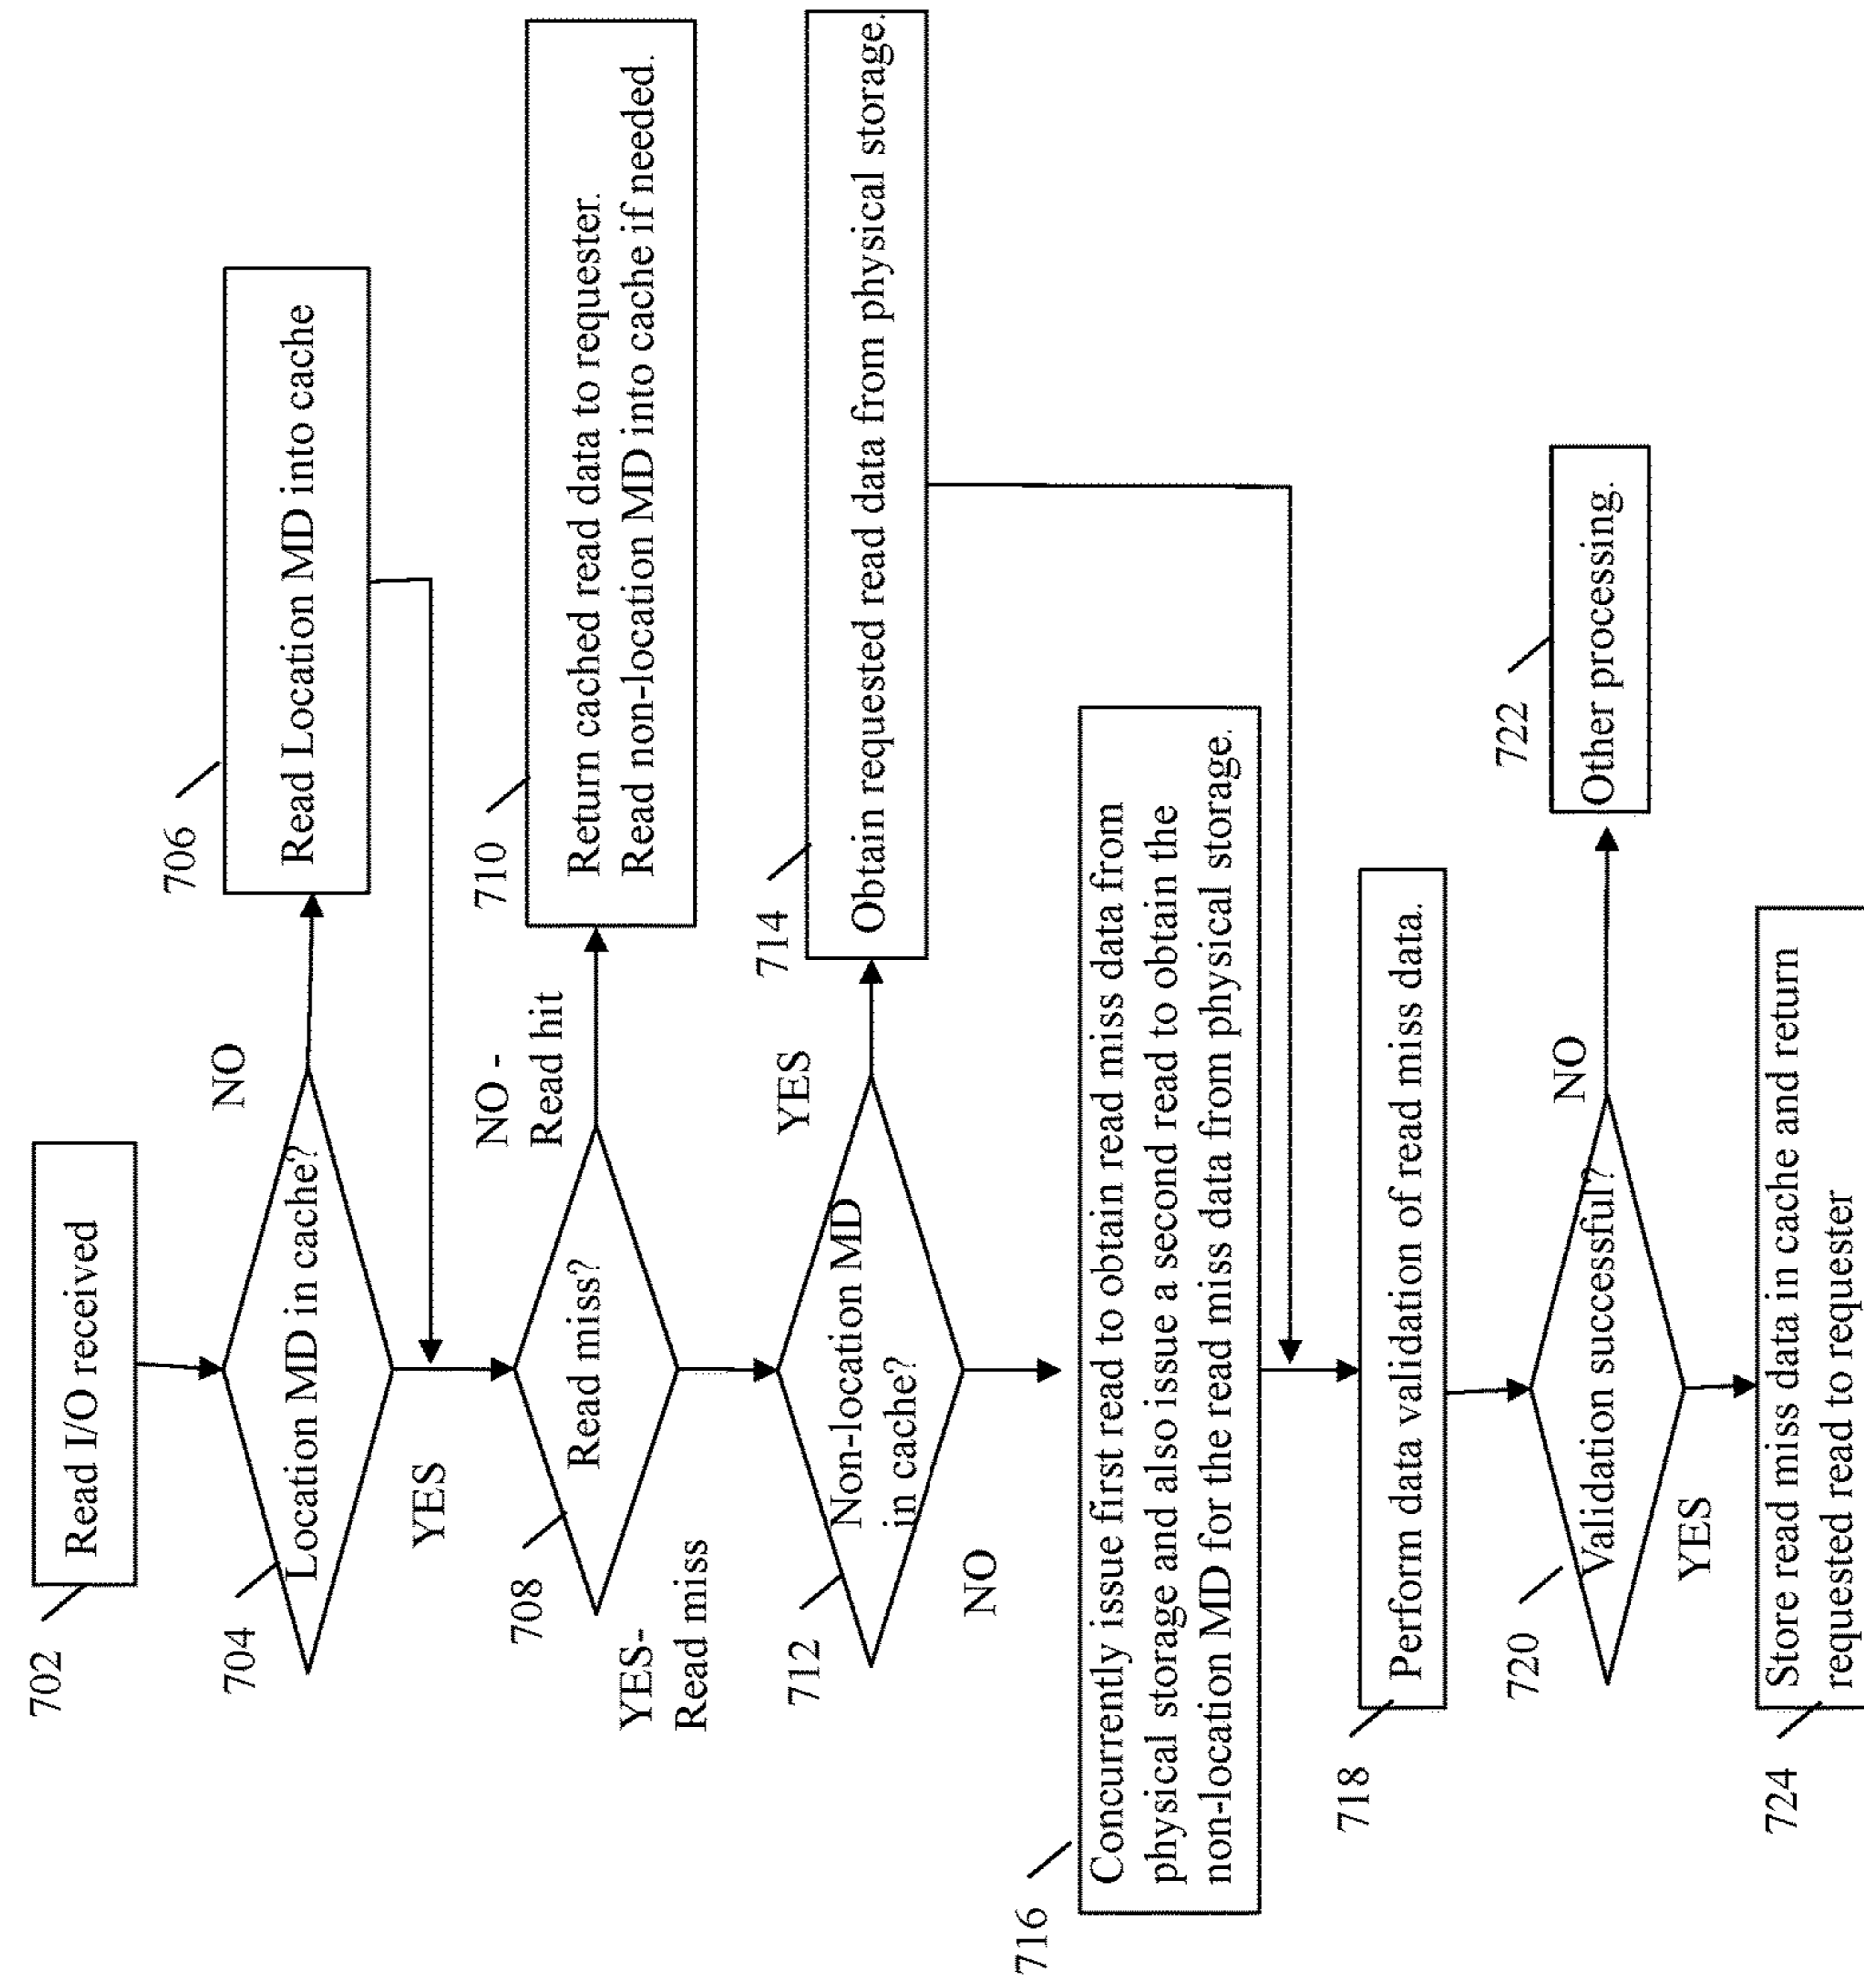 702
Read I/O received
704
Location MD in cache?
NO
706
Read Location MD into cache
YES
708
Read miss?
NO -
Read hit
710
Return cached read data to requester.
Read non-location MD into cache if needed.
YES-
Read miss
712
Non-location MD
in cache?
YES
714
Obtain requested read data from physical storage.
NO
716
Concurrently issue first read to obtain read miss data from
physical storage and also issue a second read to obtain the
non-location MD for the read miss data from physical storage.
718
Perform data validation of read miss data.
720
Validation successful?
NO
722
Other processing.
YES
724
Store read miss data in cache and return
requested read to requester